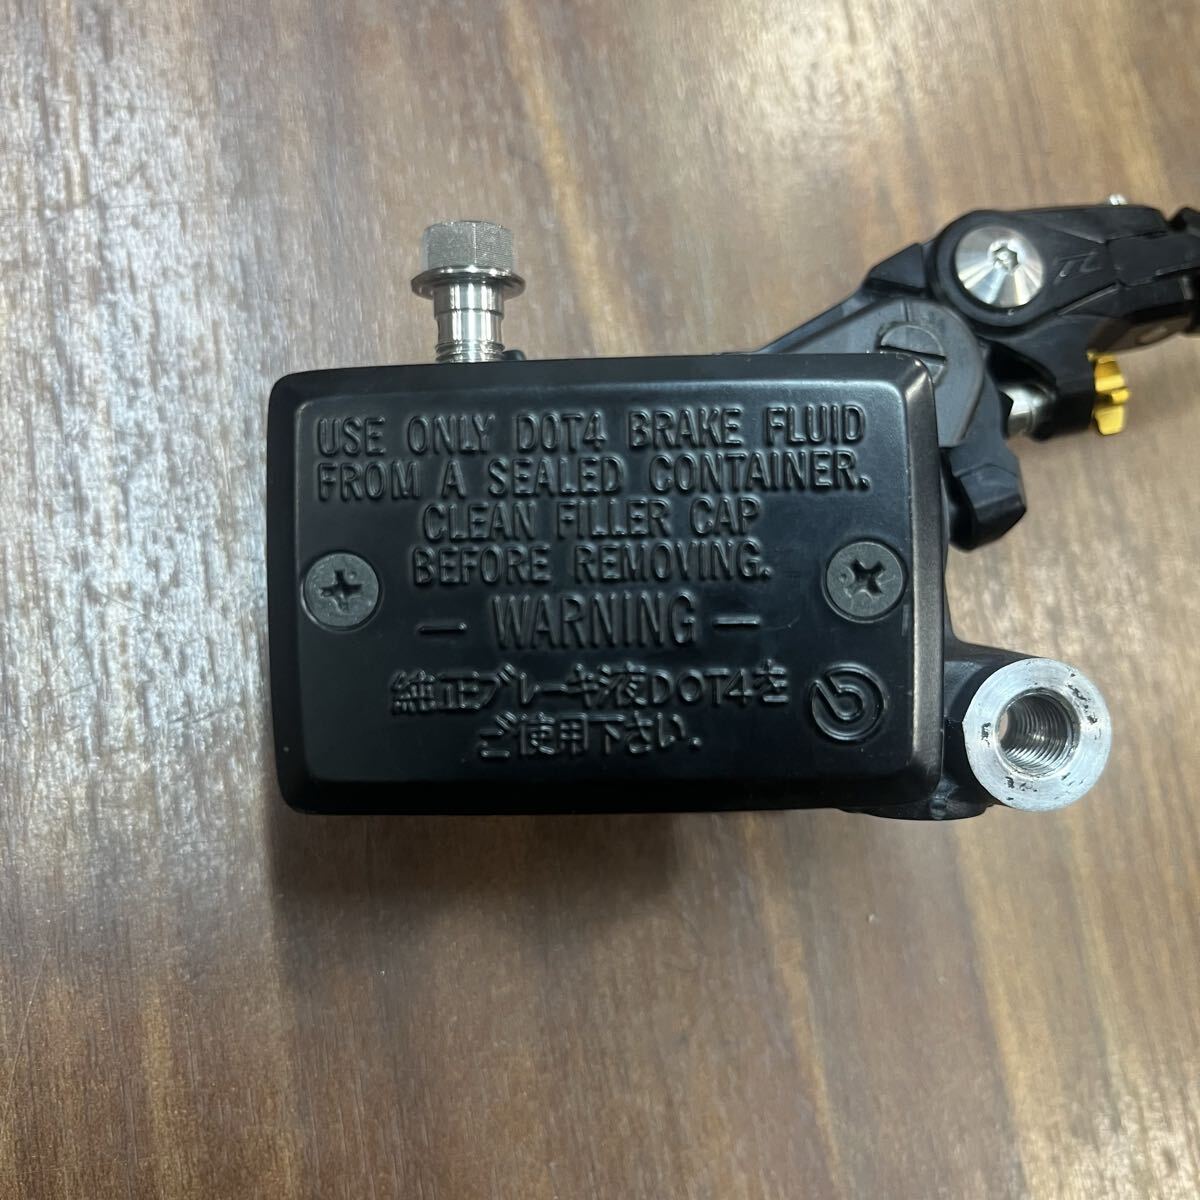 USE ONLY DOT4 BRAKE FLUID
FROM A SEALED CONTAINER.
CLEAN FILLER CAP
BEFORE REMOVING.
— WARNING —
純正ブレーキ液DOT4を
ご使用下さい.